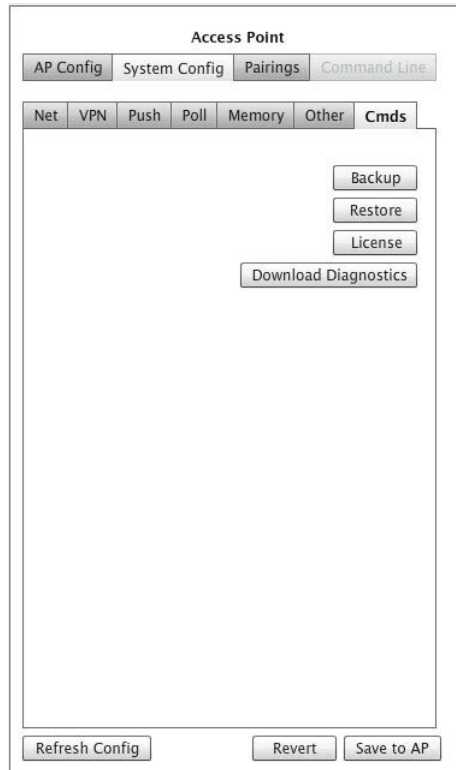 Access Point
AP Config System Config Pairings Command Line
Net VPN Push Poll Memory Other Cmds
Backup
Restore
License
Download Diagnostics
Refresh Config Revert Save to AP